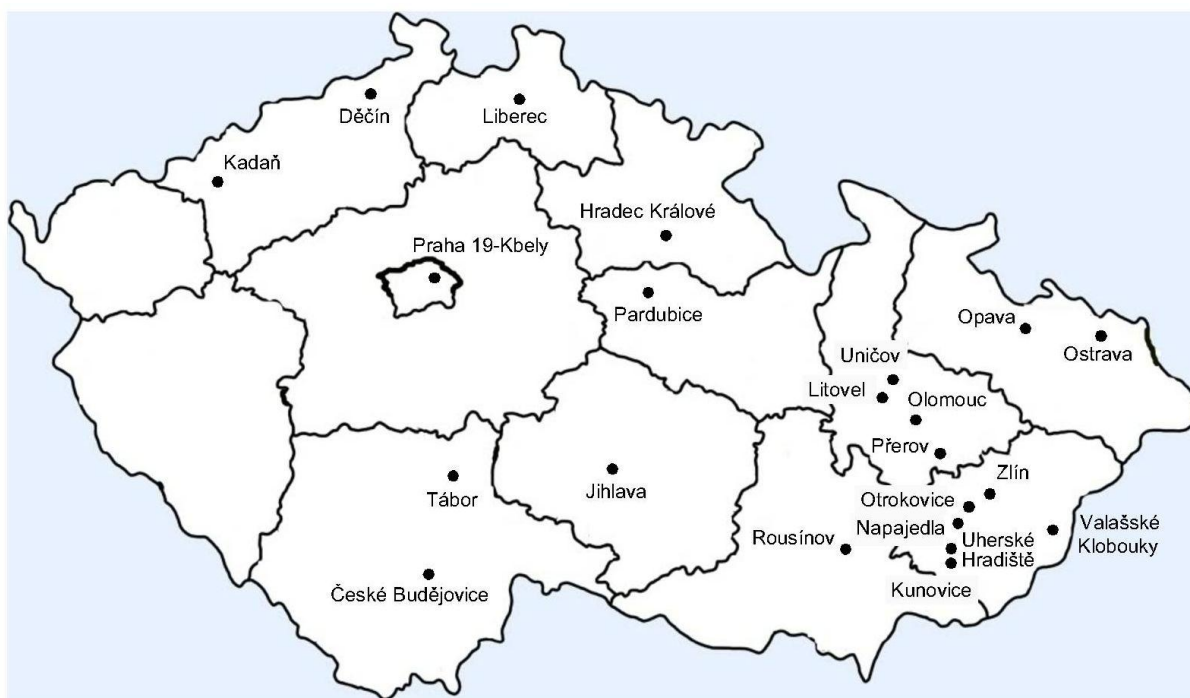 Děčín
Liberec
Kadaň
Hradec Králové
Praha 19-Kbely
Pardubice
Opava
Ostrava
Uničov
Litovel
Olomouc
Přerov
Zlín
Tábor
Jihlava
Otrokovice
Napajedla
Valašské
Klobouky
Rousínov
Uherské
Hradiště
Kunovice
České Budějovice